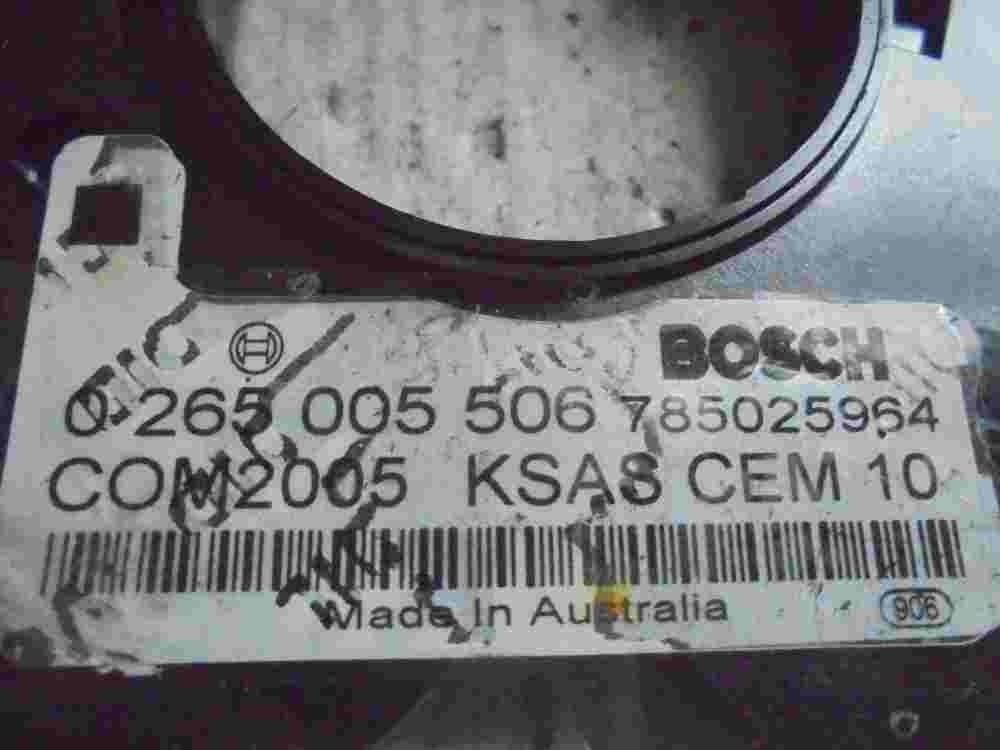 BOSCH
0 265 005 506 785025964
COM2005 KSAS CEM 10
Made In Australia
906